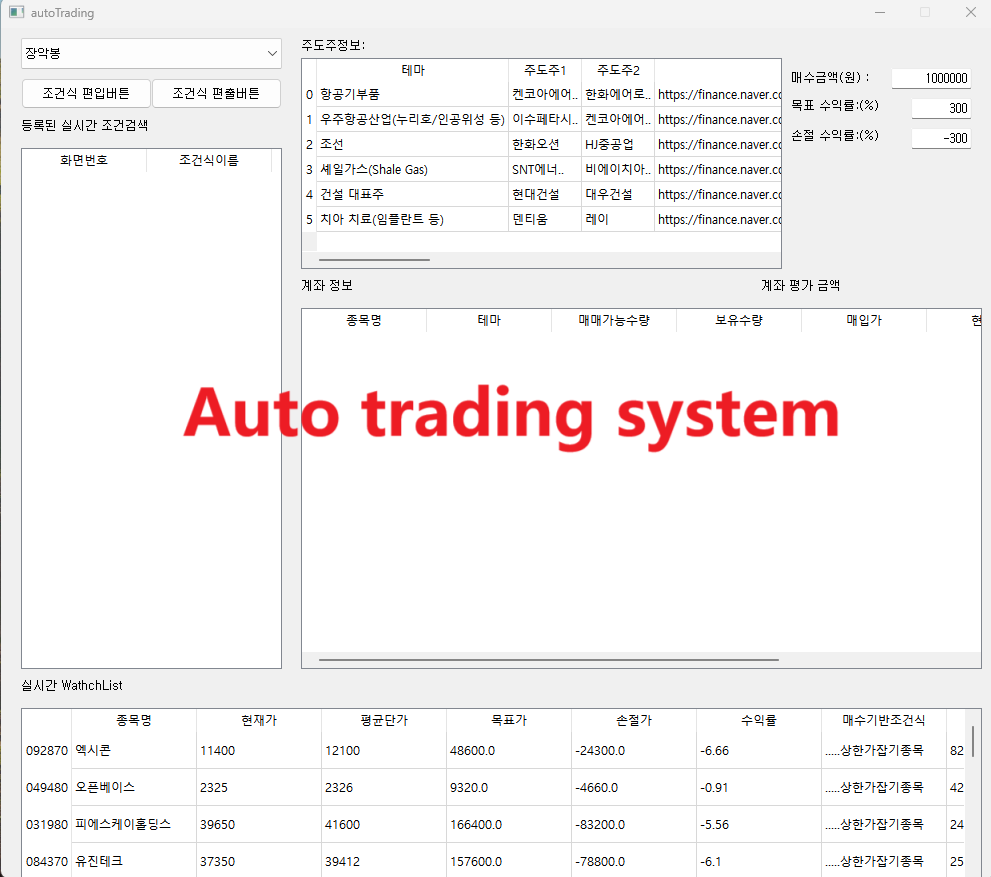 autoTrading
장악봉
조건식 편입버튼 조건식 편출버튼
등록된 실시간 조건검색
화면번호 조건식이름
주도주정보:
테마 주도주1 주도주2
0 항공기부품 켄코아에어.. 한화에어로.. https://finance.naver.co
1 우주항공산업(누리호/인공위성 등) 이수페타시.. 켄코아에어.. https://finance.naver.co
2 조선 한화오션 HJ중공업 https://finance.naver.co
3 셰일가스(Shale Gas) SNT에너.. 비에이치아.. https://finance.naver.co
4 건설 대표주 현대건설 대우건설 https://finance.naver.co
5 치아 치료(임플란트 등) 덴티움 레이 https://finance.naver.co
매수금액(원) : 1000000
목표 수익률:(%) 300
손절 수익률:(%) -300
계좌 정보 계좌 평가 금액
종목명 테마 매매가능수량 보유수량 매입가 현
Auto trading system
실시간 WathchList
종목명 현재가 평균단가 목표가 손절가 수익률 매수기반조건식
092870 엑시콘 11400 12100 48600.0 -24300.0 -6.66 .....상한가잡기종목 82
049480 오픈베이스 2325 2326 9320.0 -4660.0 -0.91 .....상한가잡기종목 42
031980 피에스케이홀딩스 39650 41600 166400.0 -83200.0 -5.56 .....상한가잡기종목 24
084370 유진테크 37350 39412 157600.0 -78800.0 -6.1 .....상한가잡기종목 25